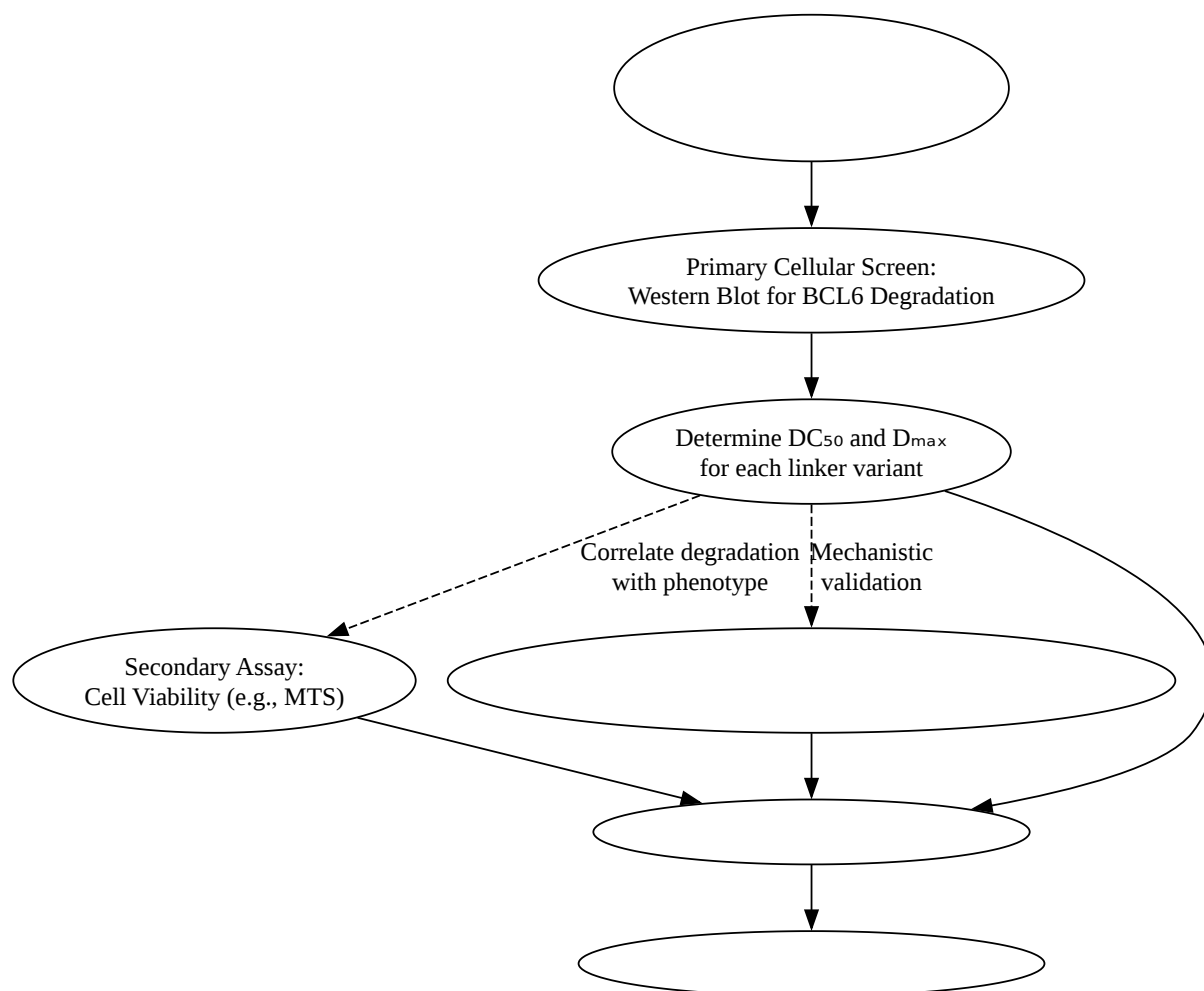 Primary Cellular Screen:
Western Blot for BCL6 Degradation
Determine DC₅₀ and Dₘₐₓ
for each linker variant
Correlate degradation
with phenotype
Mechanistic
validation
Secondary Assay:
Cell Viability (e.g., MTS)